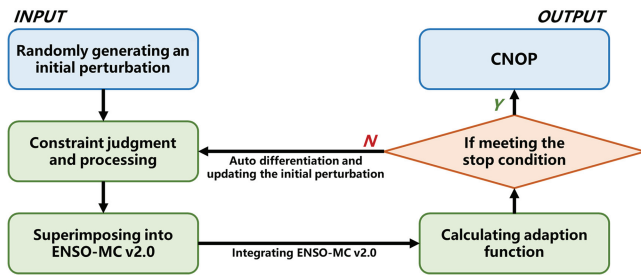 INPUT
Randomly generating an
initial perturbation
Constraint judgment
and processing
Superimposing into
ENSO-MC v2.0
Integrating ENSO-MC v2.0
Calculating adaption
function
If meeting the
stop condition
N
Auto differentiation and
updating the initial perturbation
Y
OUTPUT
CNOP